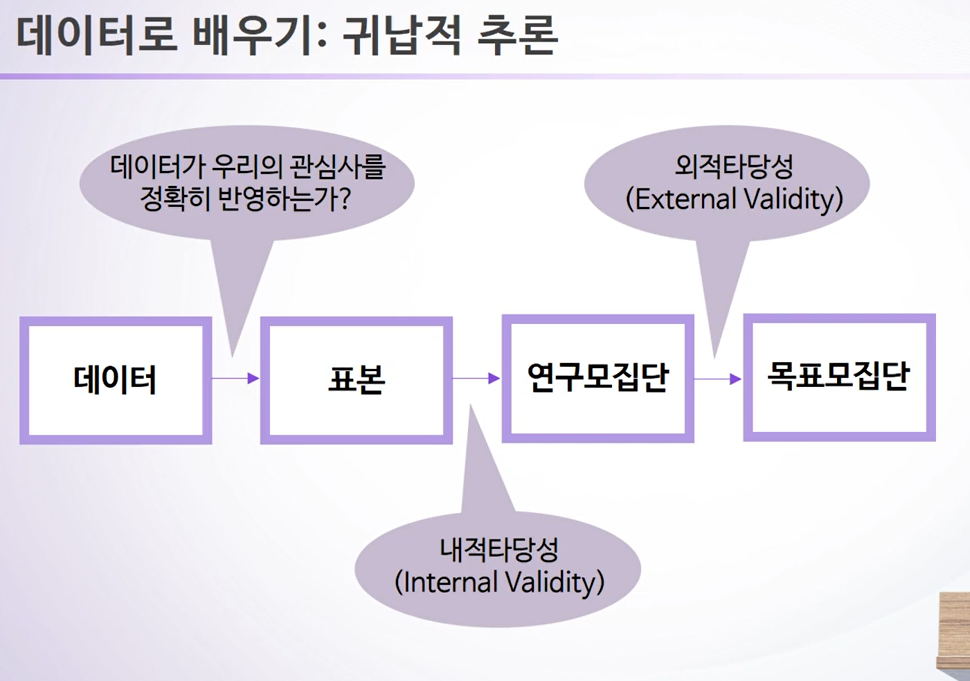 데이터로 배우기: 귀납적 추론
데이터가 우리의 관심사를
정확히 반영하는가?
외적타당성
(External Validity)
데이터
표본
연구모집단
목표모집단
내적타당성
(Internal Validity)